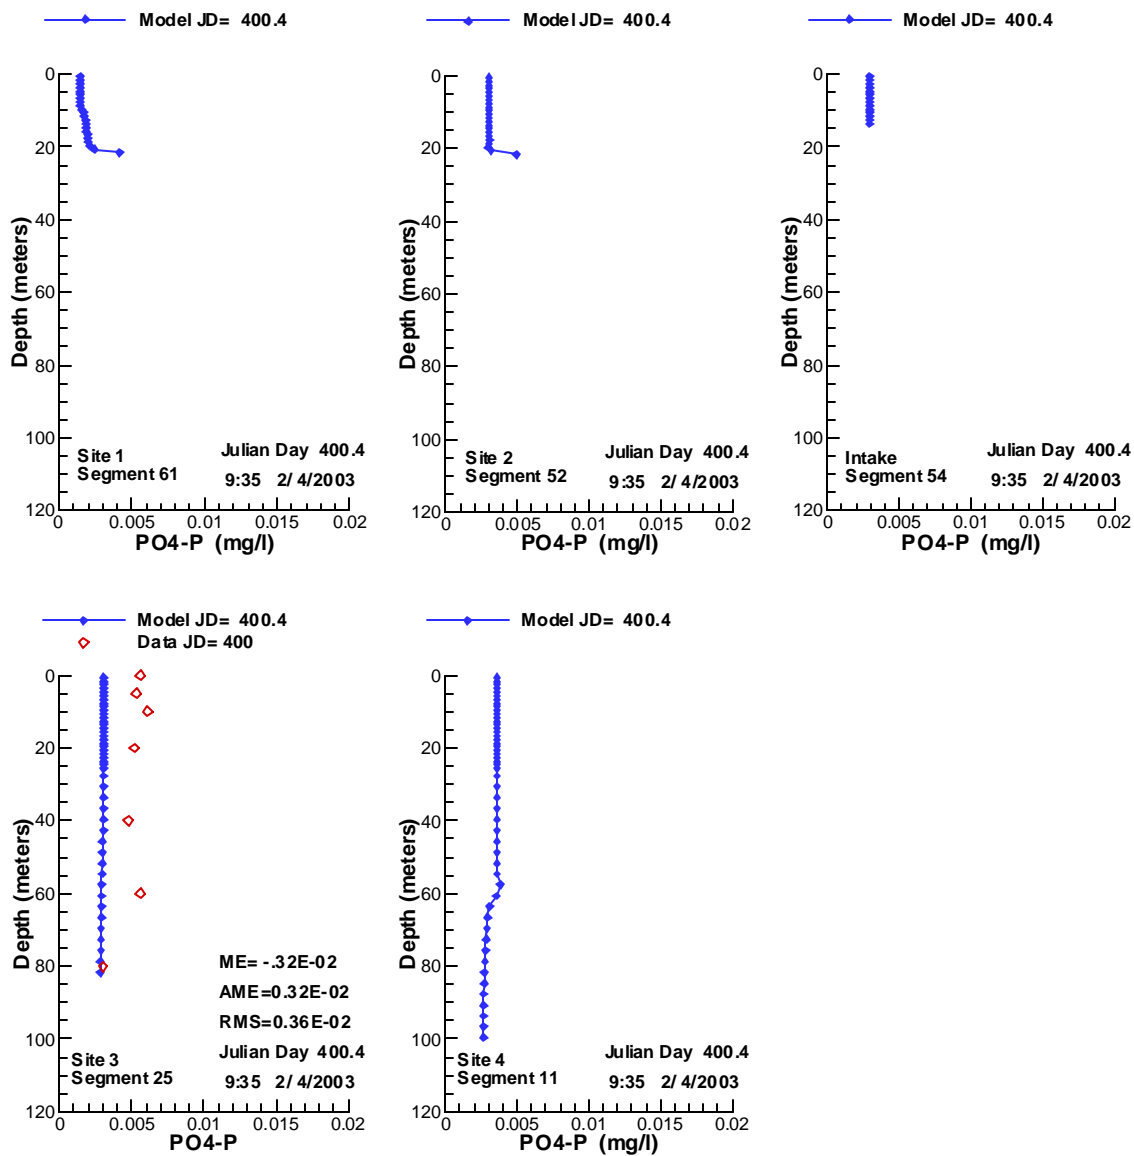 Model JD= 400.4
0
20
40
60
80
100
120
Depth (meters)
Site 1
Segment 61
Julian Day 400.4
9:35 2/ 4/2003
0 0.005 0.01 0.015 0.02
PO4-P (mg/l)
Model JD= 400.4
0
20
40
60
80
100
120
Depth (meters)
Site 2
Segment 52
Julian Day 400.4
9:35 2/ 4/2003
0 0.005 0.01 0.015 0.02
PO4-P (mg/l)
Model JD= 400.4
0
20
40
60
80
100
120
Depth (meters)
Intake
Segment 54
Julian Day 400.4
9:35 2/ 4/2003
0 0.005 0.01 0.015 0.02
PO4-P (mg/l)
Model JD= 400.4
Data JD= 400
0
20
40
60
80
100
120
Depth (meters)
ME= -.32E-02
AME=0.32E-02
RMS=0.36E-02
Site 3
Segment 25
Julian Day 400.4
9:35 2/ 4/2003
0 0.005 0.01 0.015 0.02
PO4-P
Model JD= 400.4
0
20
40
60
80
100
120
Depth (meters)
Site 4
Segment 11
Julian Day 400.4
9:35 2/ 4/2003
0 0.005 0.01 0.015 0.02
PO4-P (mg/l)